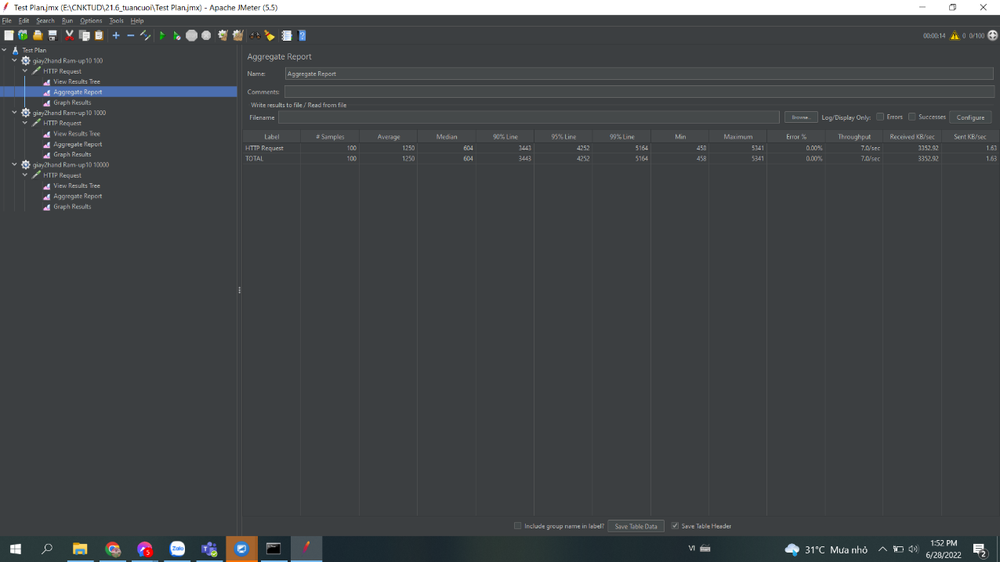 Test Plan.jmx (E:\CNKTUD\21.6_tuancuoi\Test Plan.jmx) - Apache JMeter (5.5)
File Edit Search Run Options Tools Help
00:00:14 0 0/100
Test Plan
giay2hand Ram-up10 100
HTTP Request
View Results Tree
Aggregate Report
Graph Results
giay2hand Ram-up10 1000
HTTP Request
View Results Tree
Aggregate Report
Graph Results
giay2hand Ram-up10 10000
HTTP Request
View Results Tree
Aggregate Report
Graph Results
Aggregate Report
Name: Aggregate Report
Comments:
Write results to file / Read from file
Filename Browse... Log/Display Only: Errors Successes Configure
Label # Samples Average Median 90% Line 95% Line 99% Line Min Maximum Error % Throughput Received KB/sec Sent KB/sec
HTTP Request 100 1250 604 3443 4252 5164 458 5341 0.00% 7.0/sec 3352.92 1.63
TOTAL 100 1250 604 3443 4252 5164 458 5341 0.00% 7.0/sec 3352.92 1.63
Include group name in label? Save Table Data Save Table Header
5 Zalo VI 31°C Mưa nhỏ 1:52 PM
6/28/2022 2